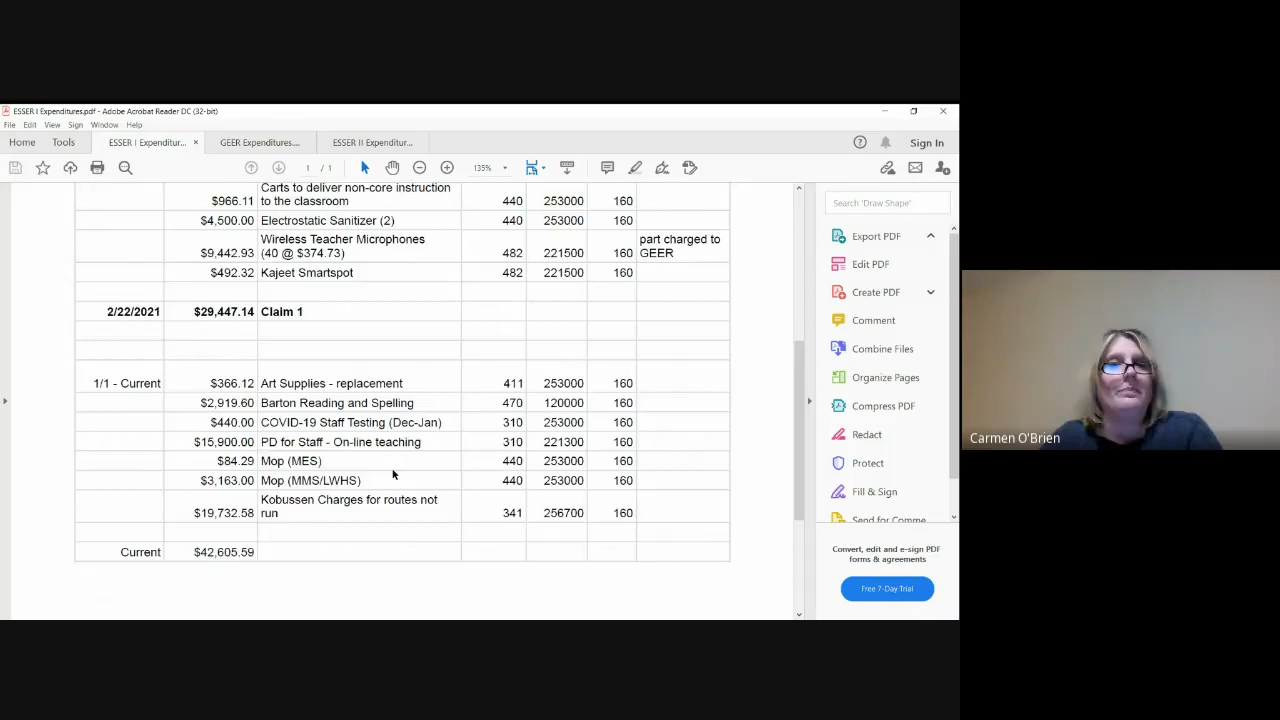 ESSER I Expenditures.pdf - Adobe Acrobat Reader DC (32-bit)
File Edit View Sign Window Help
Home Tools ESSER I Expenditur... × GEER Expenditures.... ESSER II Expenditur... Sign In
1 / 1 135%
Carts to deliver non-core instruction
$966.11 to the classroom 440 253000 160
$4,500.00 Electrostatic Sanitizer (2) 440 253000 160
Wireless Teacher Microphones part charged to
$9,442.93 (40 @ $374.73) 482 221500 160 GEER
$492.32 Kajeet Smartspot 482 221500 160
2/22/2021 $29,447.14 Claim 1
1/1 - Current $366.12 Art Supplies - replacement 411 253000 160
$2,919.60 Barton Reading and Spelling 470 120000 160
$440.00 COVID-19 Staff Testing (Dec-Jan) 310 253000 160
$15,900.00 PD for Staff - On-line teaching 310 221300 160
$84.29 Mop (MES) 440 253000 160
$3,163.00 Mop (MMS/LWHS) 440 253000 160
Kobussen Charges for routes not
$19,732.58 run 341 256700 160
Current $42,605.59
Search 'Draw Shape'
Export PDF
Edit PDF
Create PDF
Comment
Combine Files
Organize Pages
Compress PDF
Redact
Protect
Fill & Sign
Send for Comme
Convert, edit and e-sign PDF
forms & agreements
Free 7-Day Trial
Carmen O'Brien